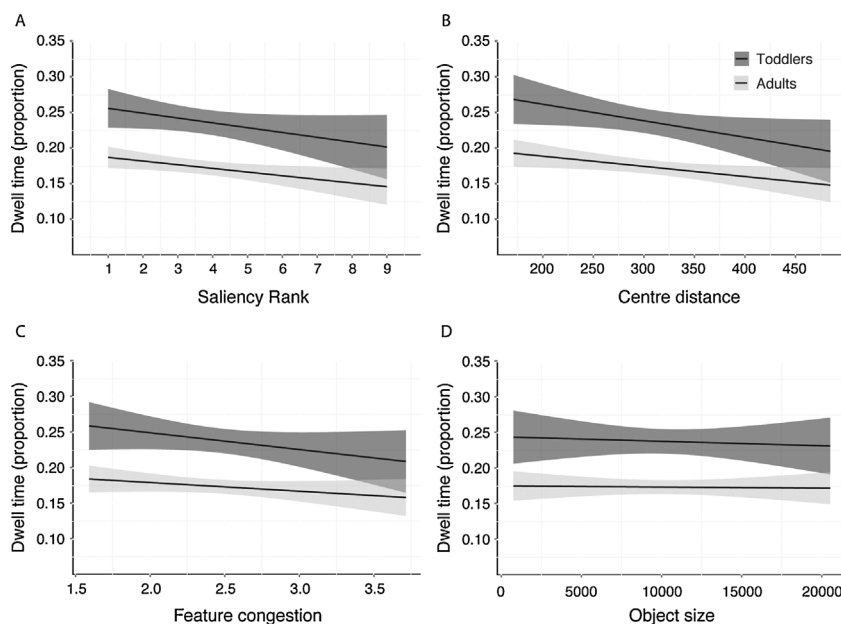 A
Dwell time (proportion)
0.35
0.30
0.25
0.20
0.15
0.10
1 2 3 4 5 6 7 8 9
Saliency Rank
B
Dwell time (proportion)
0.35
0.30
0.25
0.20
0.15
0.10
200 250 300 350 400 450
Centre distance
Toddlers
Adults
C
Dwell time (proportion)
0.35
0.30
0.25
0.20
0.15
0.10
1.5 2.0 2.5 3.0 3.5
Feature congestion
D
Dwell time (proportion)
0.35
0.30
0.25
0.20
0.15
0.10
0 5000 10000 15000 20000
Object size